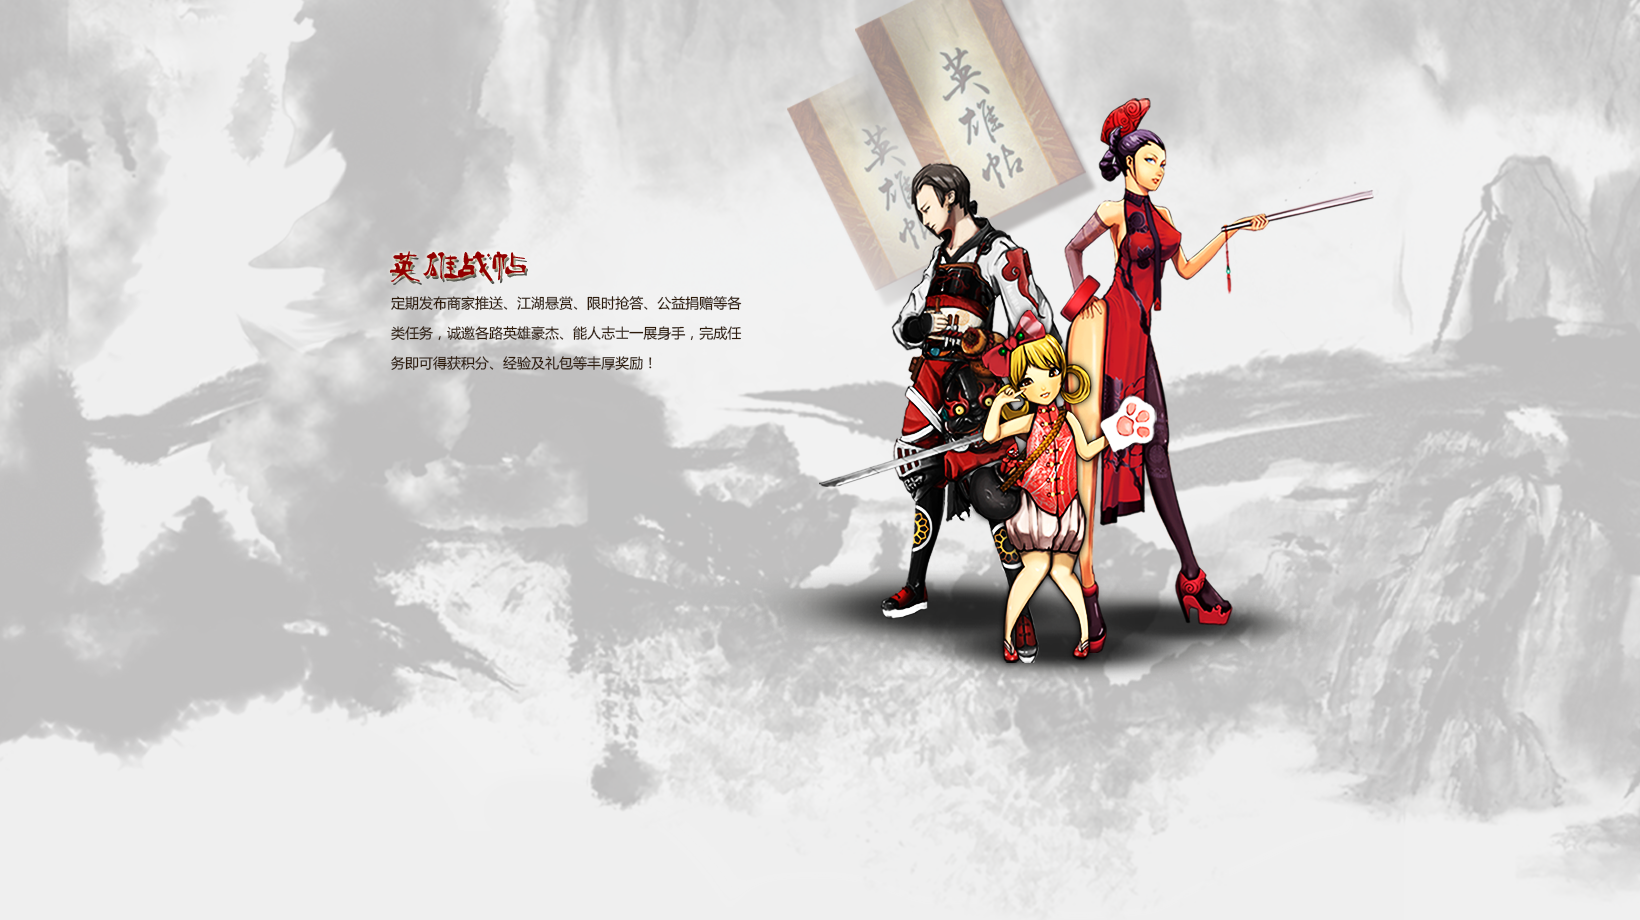 英雄帖
英雄帖
英雄战帖
定期发布商家推送、江湖悬赏、限时抢答、公益捐赠等各
类任务，诚邀各路英雄豪杰、能人志士一展身手，完成任
务即可得获积分、经验及礼包等丰厚奖励！